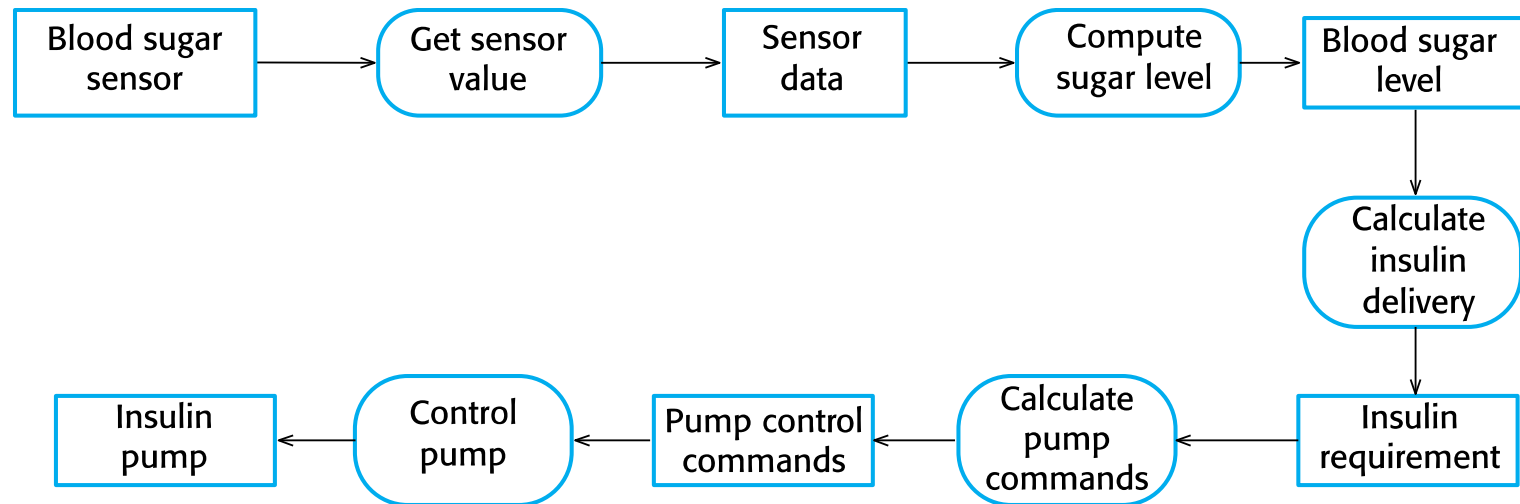 Blood sugar
sensor
Get sensor
value
Sensor
data
Compute
sugar level
Blood sugar
level
Calculate
insulin
delivery
Insulin
requirement
Calculate
pump
commands
Pump control
commands
Control
pump
Insulin
pump